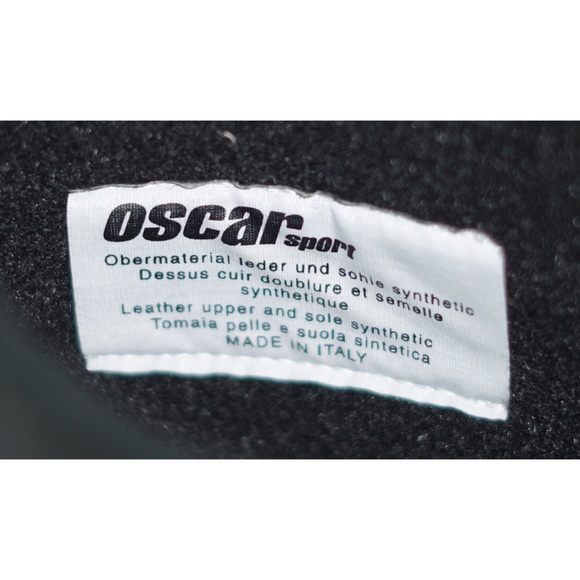 oscar sport
Obermaterial leder und sohle synthetic
Dessus cuir doublure et semelle
synthetique
Leather upper and sole synthetic
Tomaia pelle e suola sintetica
MADE IN ITALY